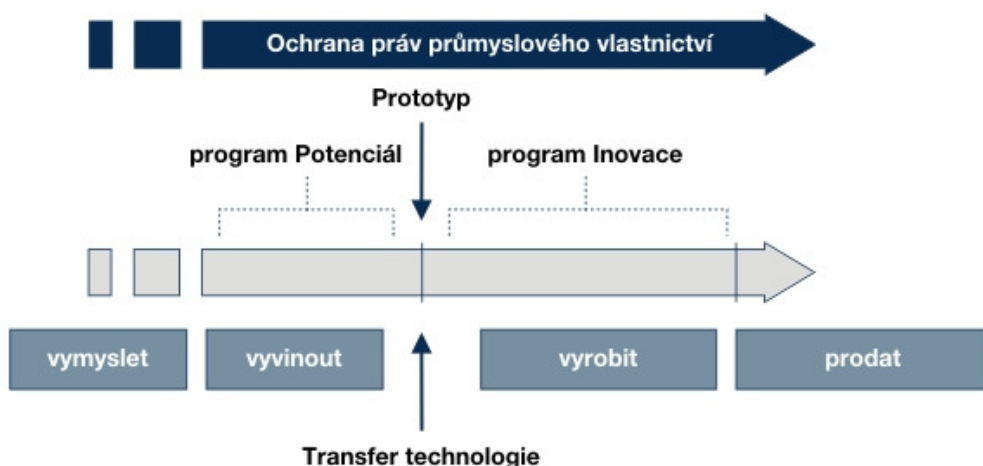 Ochrana práv průmyslového vlastnictví
Prototyp
program Potenciál
program Inovace
vymyslet
vyvinout
vyrobit
prodat
Transfer technologie